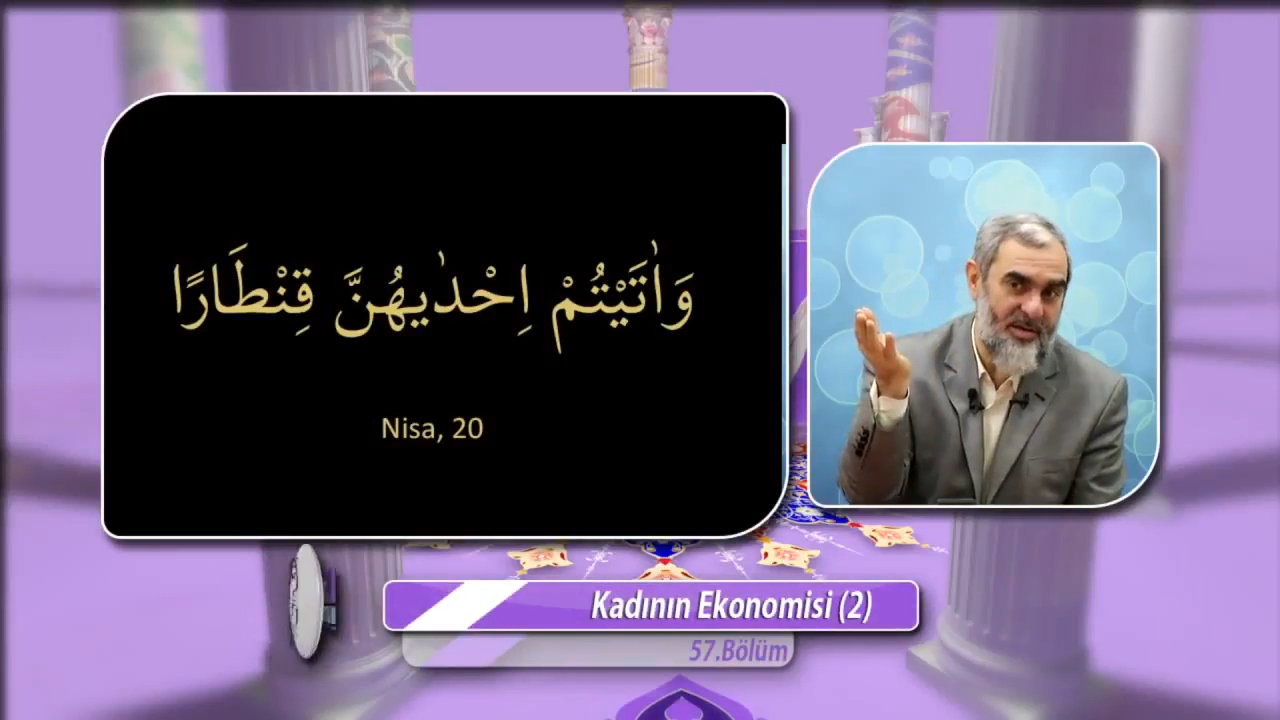 وَاٰتَيْتُمْ اِحْدٰيهُنَّ قِنْطَارًا
Nisa, 20
Kadının Ekonomisi (2)
57.Bölüm